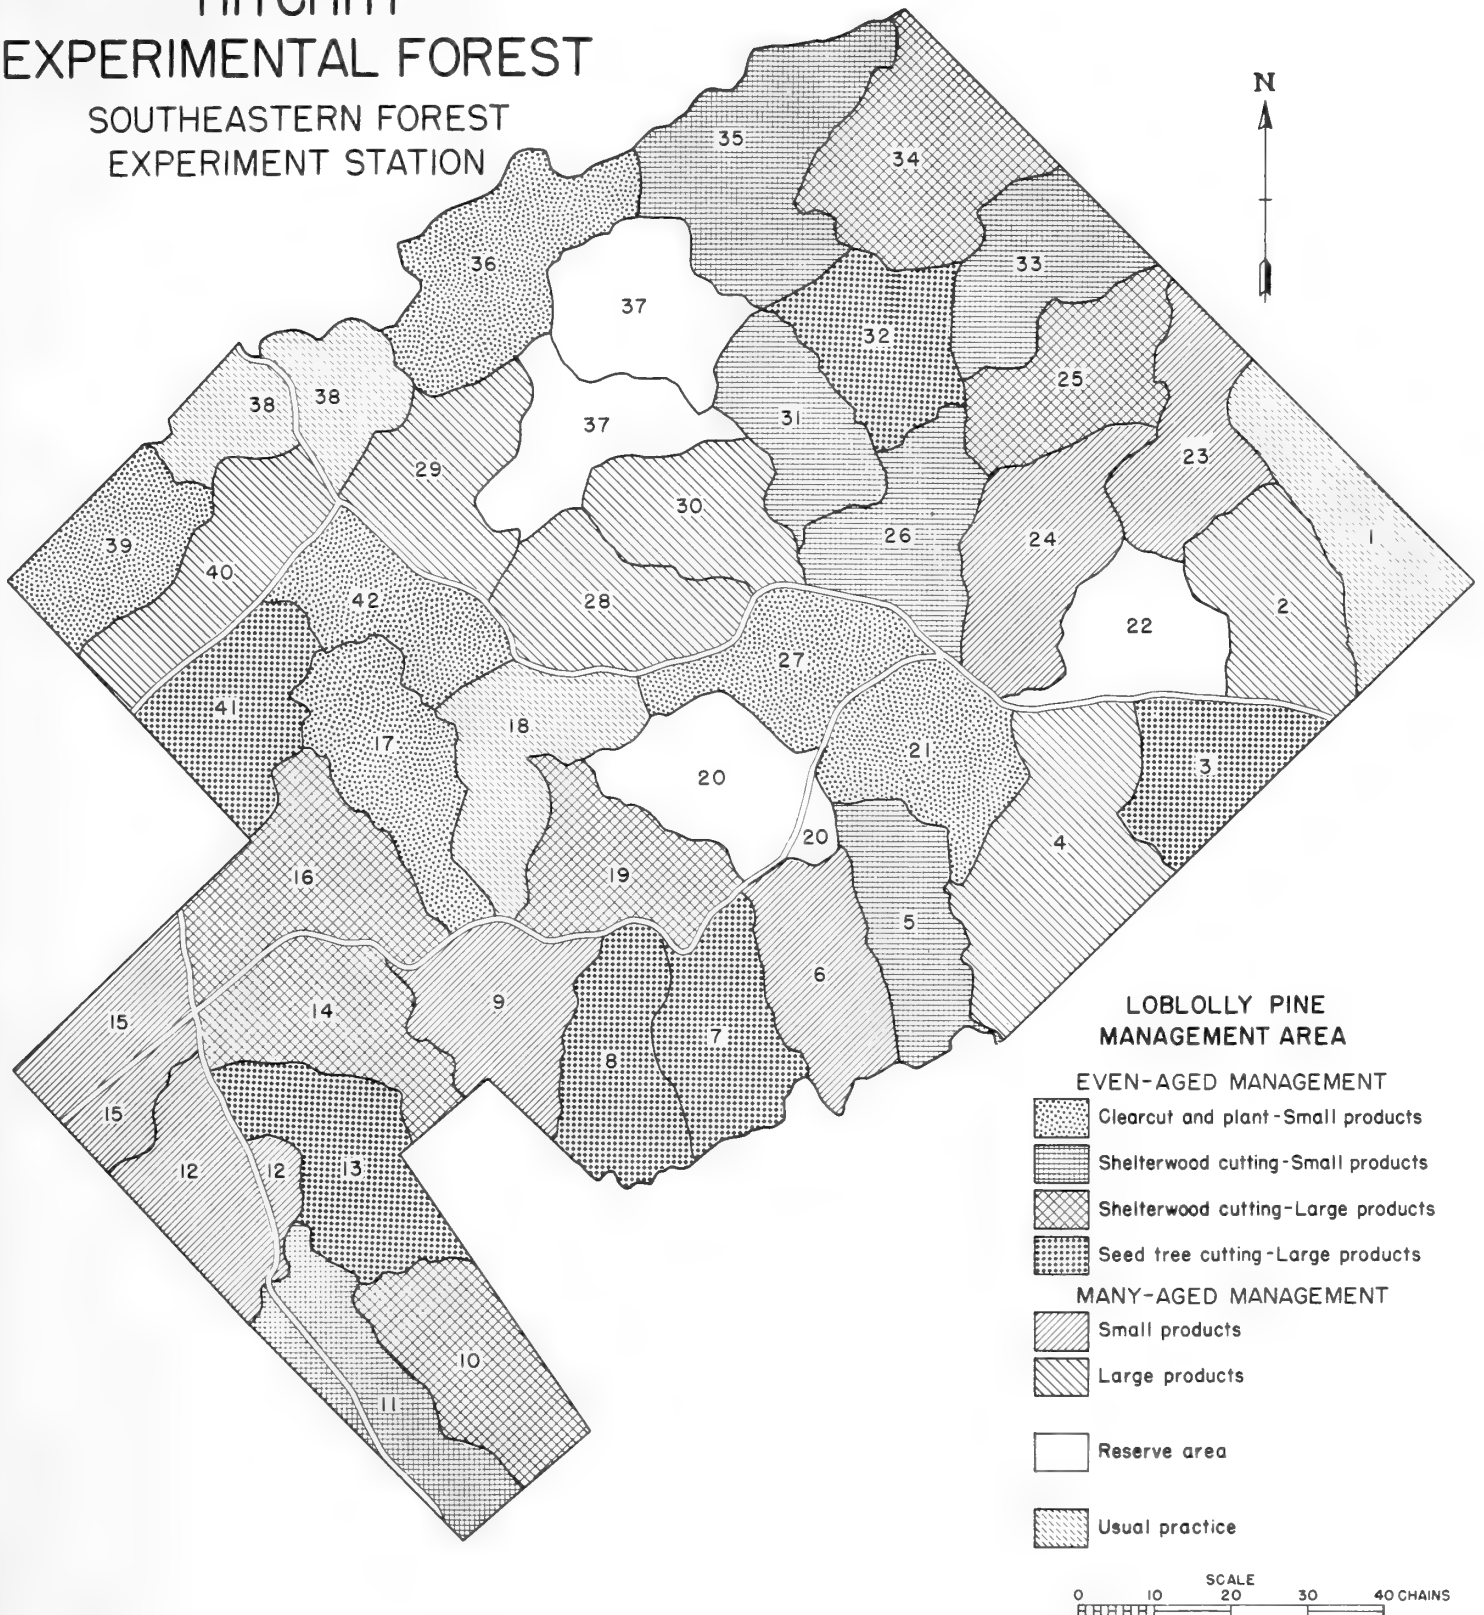 EXPERIMENTAL FOREST
SOUTHEASTERN FOREST
EXPERIMENT STATION
N
35
34
36
33
37
32
25
38
38
31
37
29
23
30
1
39
26
24
40
42
28
2
22
27
41
18
17
21
3
20
20
4
16
19
5
6
9
14
15
7
8
15
12
12
13
10
11
LOBLOLLY PINE
MANAGEMENT AREA
EVEN-AGED MANAGEMENT
Clearcut and plant-Small products
Shelterwood cutting-Small products
Shelterwood cutting-Large products
Seed tree cutting-Large products
MANY-AGED MANAGEMENT
Small products
Large products
Reserve area
Usual practice
SCALE
0 10 20 30 40 CHAINS